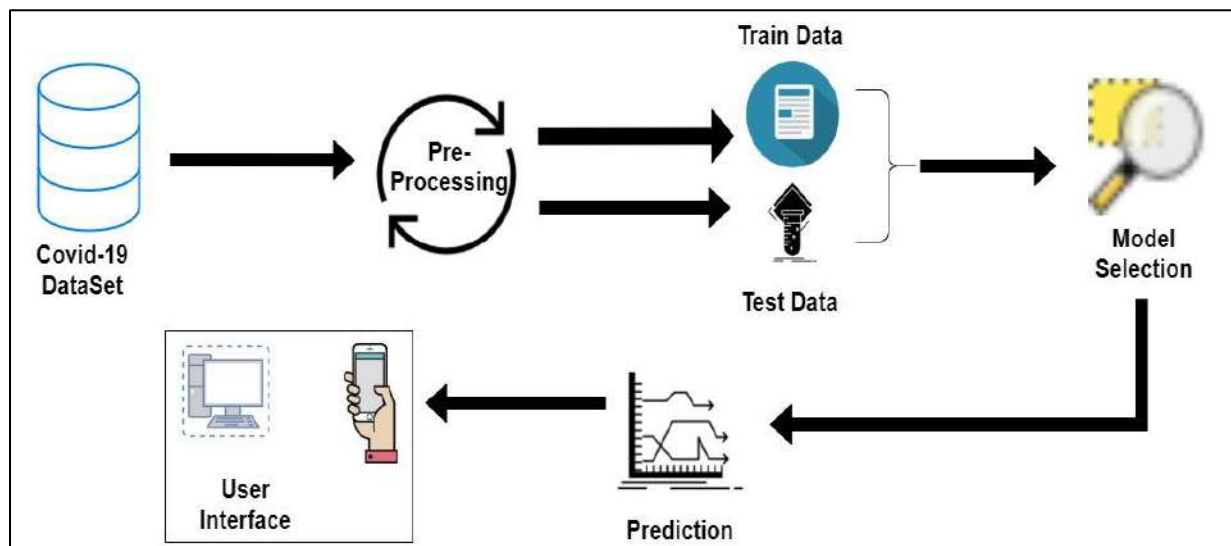 Train Data
Pre-
Processing
Covid-19
DataSet
Model
Selection
Test Data
User
Interface
Prediction